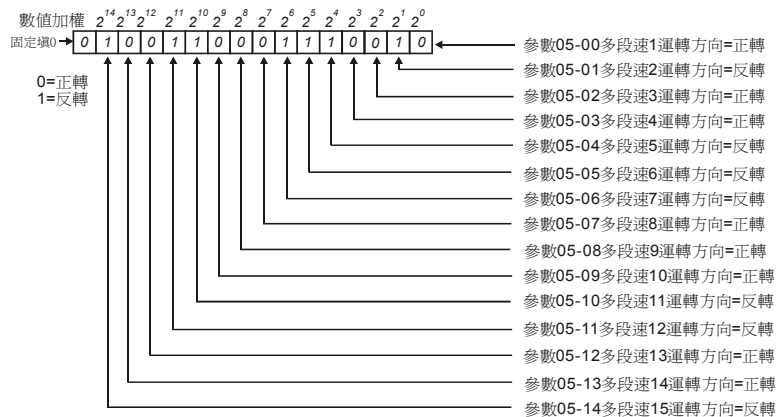 數值加權 2^14 2^13 2^12 2^11 2^10 2^9 2^8 2^7 2^6 2^5 2^4 2^3 2^2 2^1 2^0
固定填0 0 1 0 0 1 1 0 0 0 1 1 1 0 0 1 0
0=正轉
1=反轉
參數05-00多段速1運轉方向=正轉
參數05-01多段速2運轉方向=反轉
參數05-02多段速3運轉方向=正轉
參數05-03多段速4運轉方向=正轉
參數05-04多段速5運轉方向=反轉
參數05-05多段速6運轉方向=反轉
參數05-06多段速7運轉方向=反轉
參數05-07多段速8運轉方向=正轉
參數05-08多段速9運轉方向=正轉
參數05-09多段速10運轉方向=正轉
參數05-10多段速11運轉方向=反轉
參數05-11多段速12運轉方向=反轉
參數05-12多段速13運轉方向=正轉
參數05-13多段速14運轉方向=正轉
參數05-14多段速15運轉方向=反轉